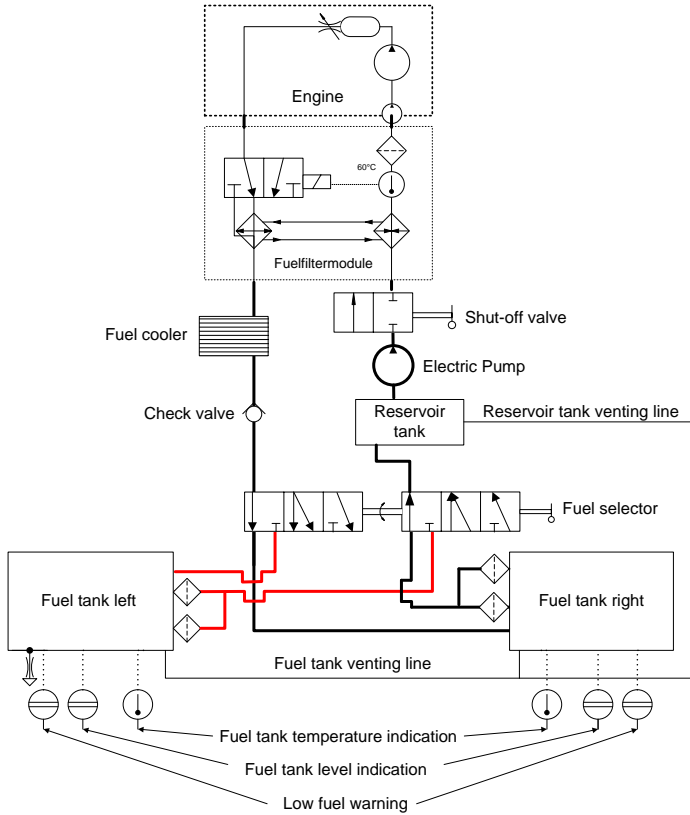 Engine
60°C
Fuelfiltermodule
Shut-off valve
Fuel cooler
Electric Pump
Check valve
Reservoir
tank
Reservoir tank venting line
Fuel selector
Fuel tank left
Fuel tank right
Fuel tank venting line
Fuel tank temperature indication
Fuel tank level indication
Low fuel warning